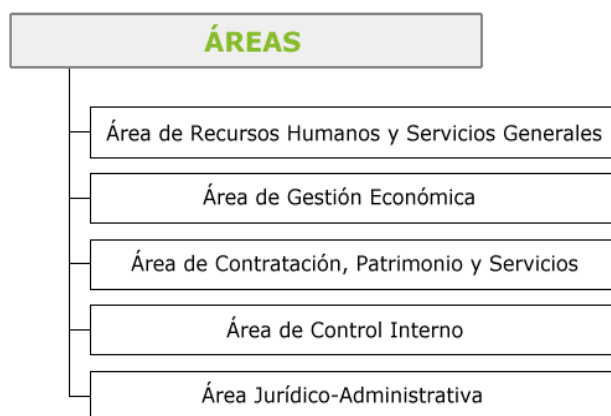 ÁREAS
Área de Recursos Humanos y Servicios Generales
Área de Gestión Económica
Área de Contratación, Patrimonio y Servicios
Área de Control Interno
Área Jurídico-Administrativa